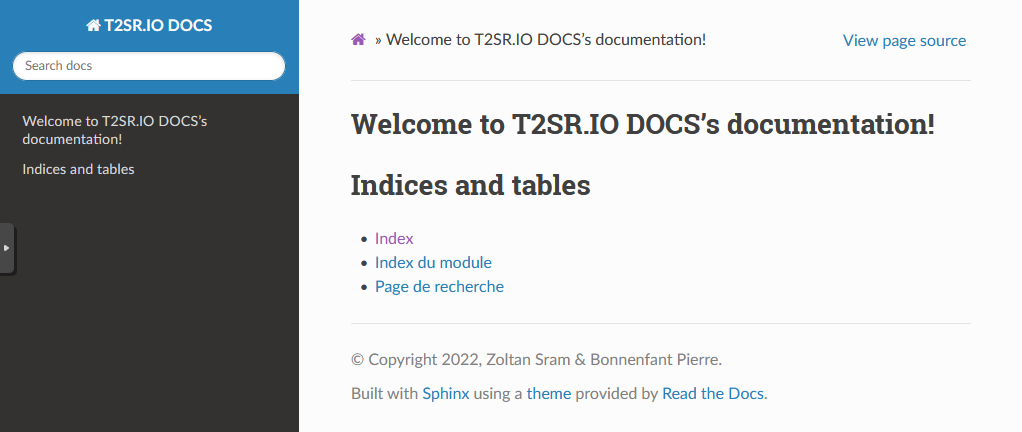 T2SR.IO DOCS
Search docs
Welcome to T2SR.IO DOCS's
documentation!
Indices and tables
» Welcome to T2SR.IO DOCS's documentation!
View page source
Welcome to T2SR.IO DOCS's documentation!
Indices and tables
• Index
• Index du module
• Page de recherche
© Copyright 2022, Zoltan Sram & Bonnenfant Pierre.
Built with Sphinx using a theme provided by Read the Docs.